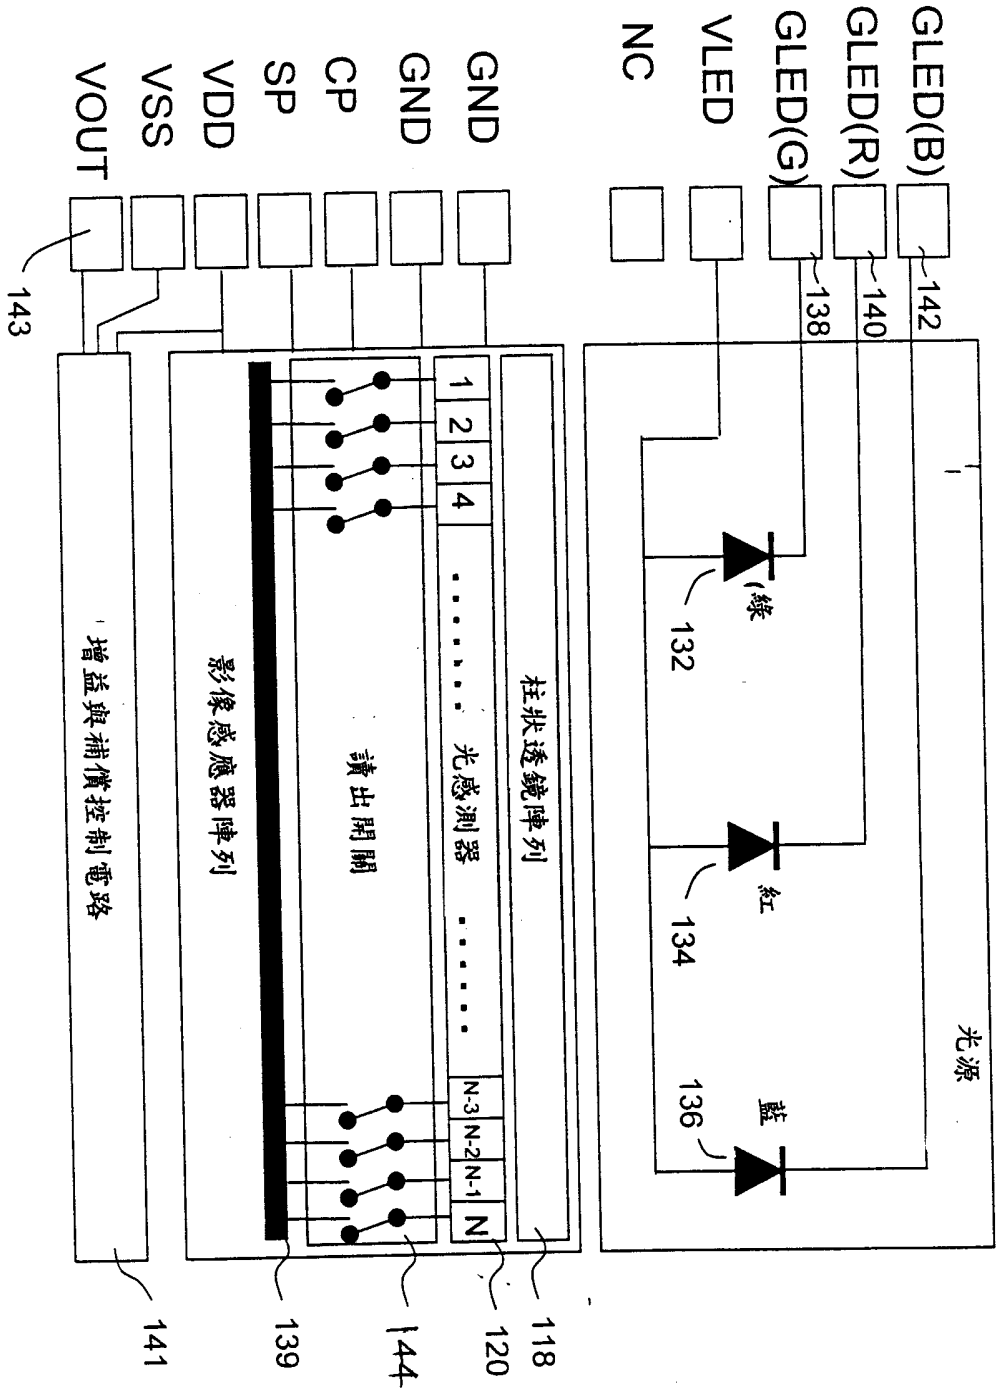 GLED(B)
GLED(R)
GLED(G)
VLED
NC
GND
GND
CP
SP
VDD
VSS
VOUT
142
140
138
143
光源
綠
132
紅
134
藍
136
柱狀透鏡陣列
118
1
2
3
4
光感測器
N-3
N-2
N-1
N
120
讀出開關
144
139
影像感應器陣列
增益與補償控制電路
141